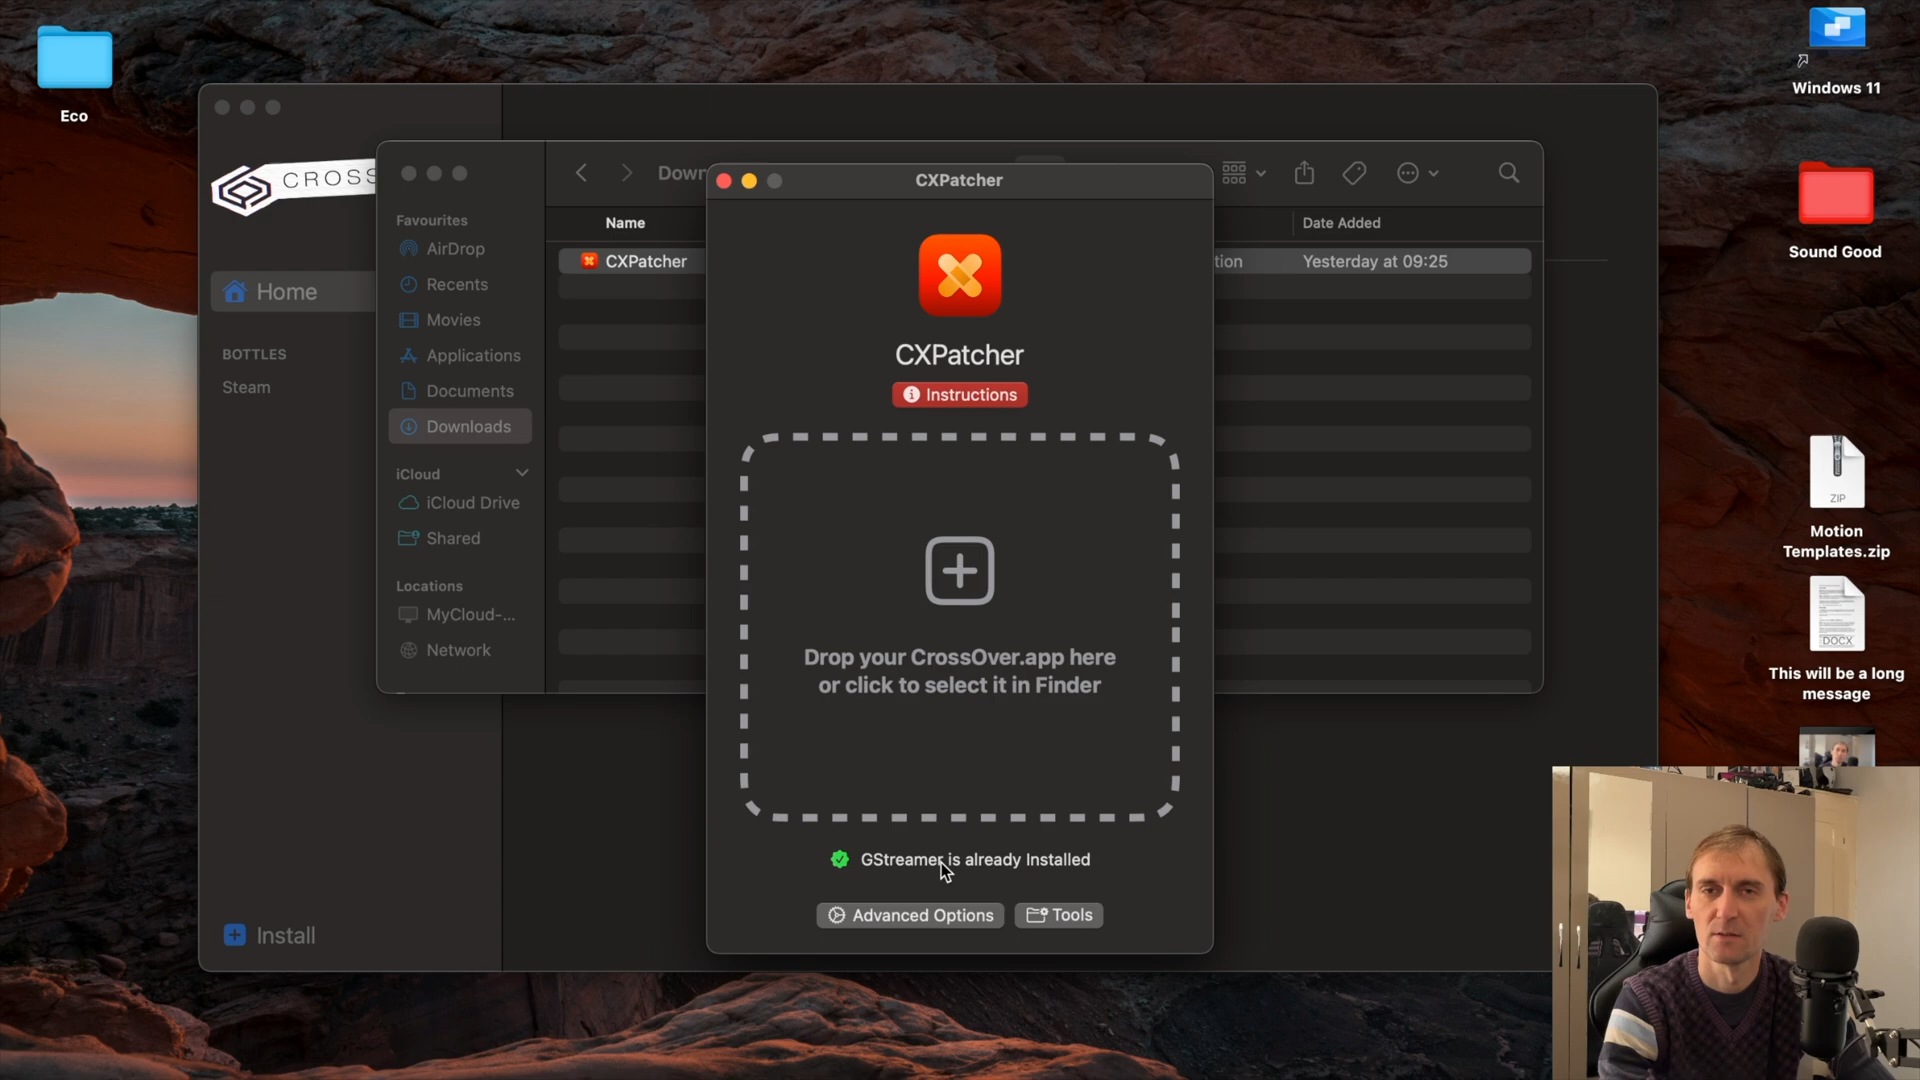 Eco
CROSS
Home
BOTTLES
Steam
Install
Favourites
AirDrop
Recents
Movies
Applications
Documents
Downloads
iCloud
iCloud Drive
Shared
Locations
MyCloud-...
Network
Down
Name
Date Added
CXPatcher
tion
Yesterday at 09:25
CXPatcher
CXPatcher
Instructions
Drop your CrossOver.app here
or click to select it in Finder
GStreamer is already Installed
Advanced Options
Tools
Windows 11
Sound Good
ZIP
Motion
Templates.zip
DOCX
This will be a long
message